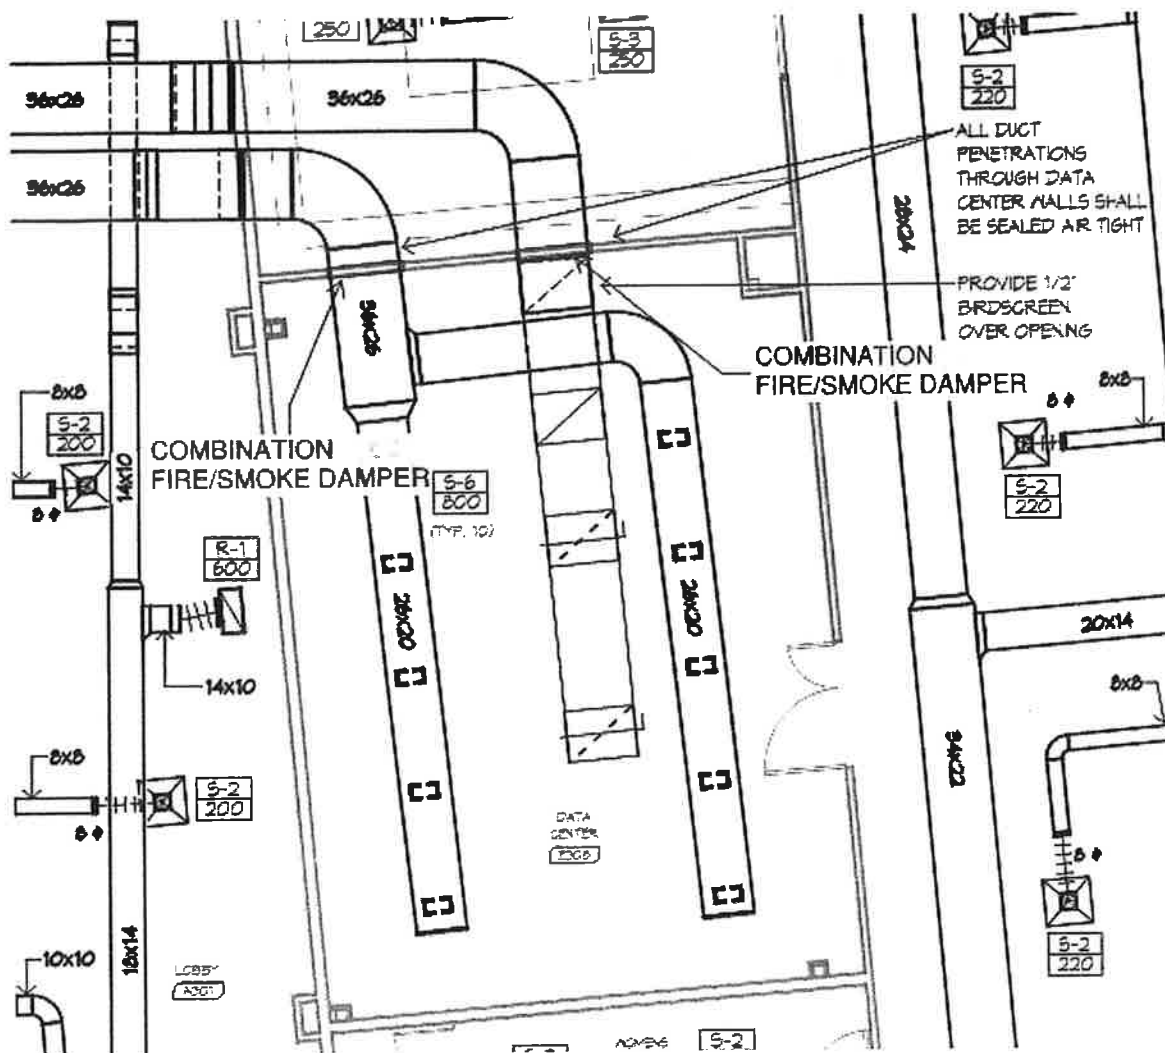 250
S-3
250
S-2
220
36x26
36x26
ALL DUCT
PENETRATIONS
THROUGH DATA
CENTER WALLS SHALL
BE SEALED AIR TIGHT
36x26
28x24
PROVIDE 1/2"
BIRDSCREEN
OVER OPENING
36x26
COMBINATION
FIRE/SMOKE DAMPER
8x8
8x8
8 ϕ
S-2
200
COMBINATION
FIRE/SMOKE DAMPER
14x10
S-6
800
(TYP. 10)
8 ϕ
S-2
220
R-1
600
28x20
28x20
20x14
14x10
8x8
34x22
8x8
S-2
200
8 ϕ
DATA
CENTER
8 ϕ
S-2
220
18x14
10x10
LOBBY
A301
S-2